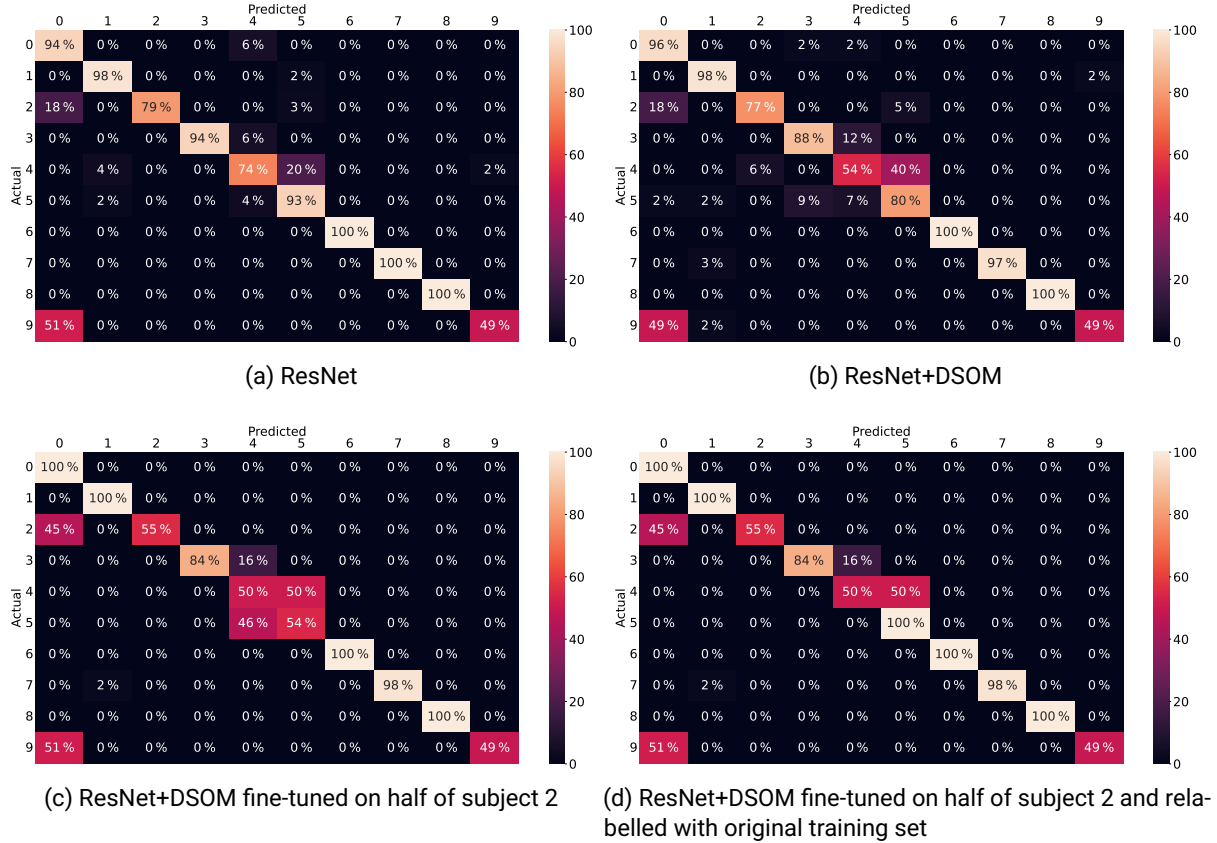 Predicted
0 1 2 3 4 5 6 7 8 9
0 94 % 0 % 0 % 0 % 6 % 0 % 0 % 0 % 0 % 0 % 100
1 0 % 98 % 0 % 0 % 0 % 2 % 0 % 0 % 0 % 0 %
2 18 % 0 % 79 % 0 % 0 % 3 % 0 % 0 % 0 % 0 % 80
3 0 % 0 % 0 % 94 % 6 % 0 % 0 % 0 % 0 % 0 %
4 0 % 4 % 0 % 0 % 74 % 20 % 0 % 0 % 0 % 2 % 60
Actual
5 0 % 2 % 0 % 0 % 4 % 93 % 0 % 0 % 0 % 0 % 40
6 0 % 0 % 0 % 0 % 0 % 0 % 100 % 0 % 0 % 0 %
7 0 % 0 % 0 % 0 % 0 % 0 % 0 % 100 % 0 % 0 % 20
8 0 % 0 % 0 % 0 % 0 % 0 % 0 % 0 % 100 % 0 %
9 51 % 0 % 0 % 0 % 0 % 0 % 0 % 0 % 0 % 49 % 0
(a) ResNet
Predicted
0 1 2 3 4 5 6 7 8 9
0 96 % 0 % 0 % 2 % 2 % 0 % 0 % 0 % 0 % 0 % 100
1 0 % 98 % 0 % 0 % 0 % 0 % 0 % 0 % 0 % 2 %
2 18 % 0 % 77 % 0 % 0 % 5 % 0 % 0 % 0 % 0 % 80
3 0 % 0 % 0 % 88 % 12 % 0 % 0 % 0 % 0 % 0 %
4 0 % 0 % 6 % 0 % 54 % 40 % 0 % 0 % 0 % 0 % 60
Actual
5 2 % 2 % 0 % 9 % 7 % 80 % 0 % 0 % 0 % 0 % 40
6 0 % 0 % 0 % 0 % 0 % 0 % 100 % 0 % 0 % 0 %
7 0 % 3 % 0 % 0 % 0 % 0 % 0 % 97 % 0 % 0 % 20
8 0 % 0 % 0 % 0 % 0 % 0 % 0 % 0 % 100 % 0 %
9 49 % 2 % 0 % 0 % 0 % 0 % 0 % 0 % 0 % 49 % 0
(b) ResNet+DSOM
Predicted
0 1 2 3 4 5 6 7 8 9
0 100 % 0 % 0 % 0 % 0 % 0 % 0 % 0 % 0 % 0 % 100
1 0 % 100 % 0 % 0 % 0 % 0 % 0 % 0 % 0 % 0 %
2 45 % 0 % 55 % 0 % 0 % 0 % 0 % 0 % 0 % 0 % 80
3 0 % 0 % 0 % 84 % 16 % 0 % 0 % 0 % 0 % 0 %
4 0 % 0 % 0 % 0 % 50 % 50 % 0 % 0 % 0 % 0 % 60
Actual
5 0 % 0 % 0 % 0 % 46 % 54 % 0 % 0 % 0 % 0 % 40
6 0 % 0 % 0 % 0 % 0 % 0 % 100 % 0 % 0 % 0 %
7 0 % 2 % 0 % 0 % 0 % 0 % 0 % 98 % 0 % 0 % 20
8 0 % 0 % 0 % 0 % 0 % 0 % 0 % 0 % 100 % 0 %
9 51 % 0 % 0 % 0 % 0 % 0 % 0 % 0 % 0 % 49 % 0
(c) ResNet+DSOM fine-tuned on half of subject 2
Predicted
0 1 2 3 4 5 6 7 8 9
0 100 % 0 % 0 % 0 % 0 % 0 % 0 % 0 % 0 % 0 % 100
1 0 % 100 % 0 % 0 % 0 % 0 % 0 % 0 % 0 % 0 %
2 45 % 0 % 55 % 0 % 0 % 0 % 0 % 0 % 0 % 0 % 80
3 0 % 0 % 0 % 84 % 16 % 0 % 0 % 0 % 0 % 0 %
4 0 % 0 % 0 % 0 % 50 % 50 % 0 % 0 % 0 % 0 % 60
Actual
5 0 % 0 % 0 % 0 % 0 % 100 % 0 % 0 % 0 % 0 % 40
6 0 % 0 % 0 % 0 % 0 % 0 % 100 % 0 % 0 % 0 %
7 0 % 2 % 0 % 0 % 0 % 0 % 0 % 98 % 0 % 0 % 20
8 0 % 0 % 0 % 0 % 0 % 0 % 0 % 0 % 100 % 0 %
9 51 % 0 % 0 % 0 % 0 % 0 % 0 % 0 % 0 % 49 % 0
(d) ResNet+DSOM fine-tuned on half of subject 2 and rela-
belled with original training set